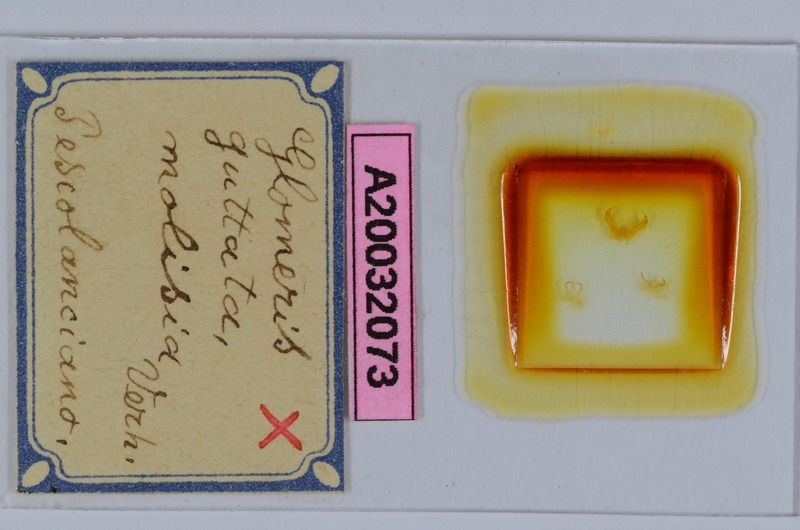 Glomeris
guttata,
molisia
Verh.
Pescolanciano.
X
A20032073